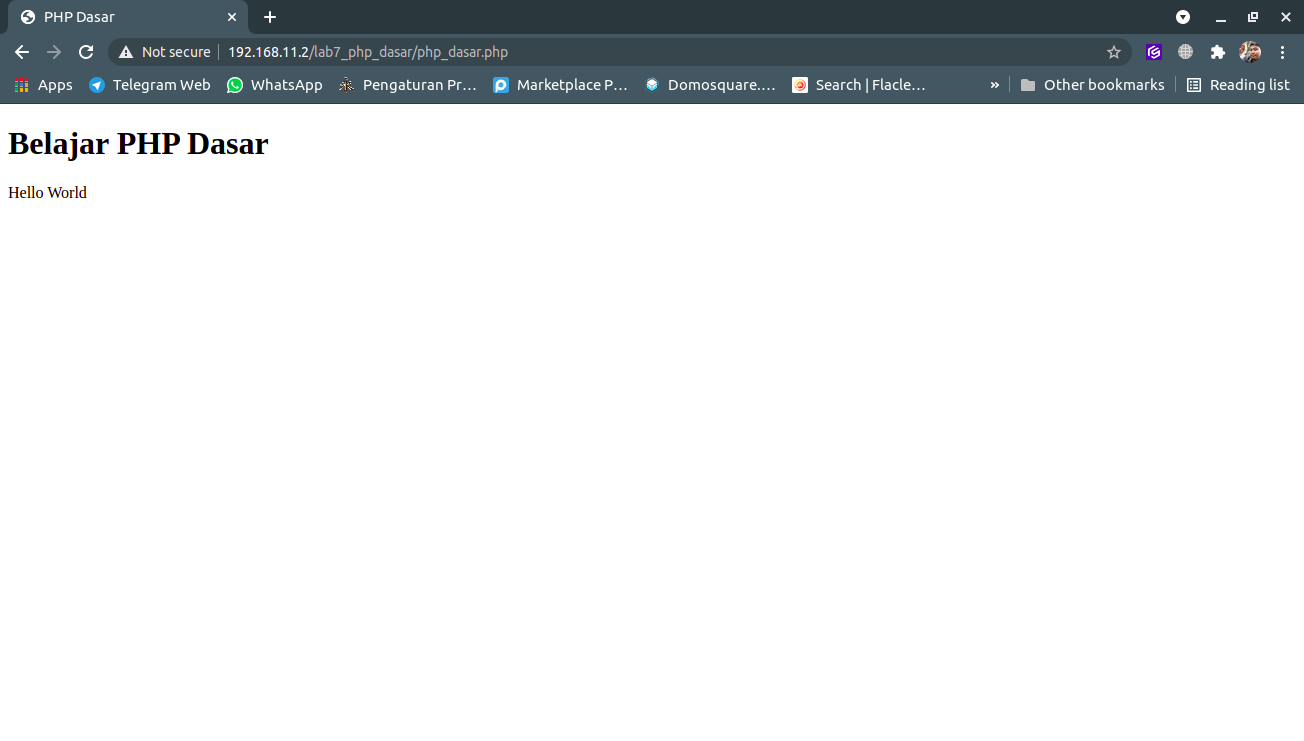 PHP Dasar
Not secure 192.168.11.2/lab7_php_dasar/php_dasar.php
Apps Telegram Web WhatsApp Pengaturan Pr... Marketplace P... Domosquare.... Search | Flacle... » Other bookmarks Reading list
Belajar PHP Dasar
Hello World